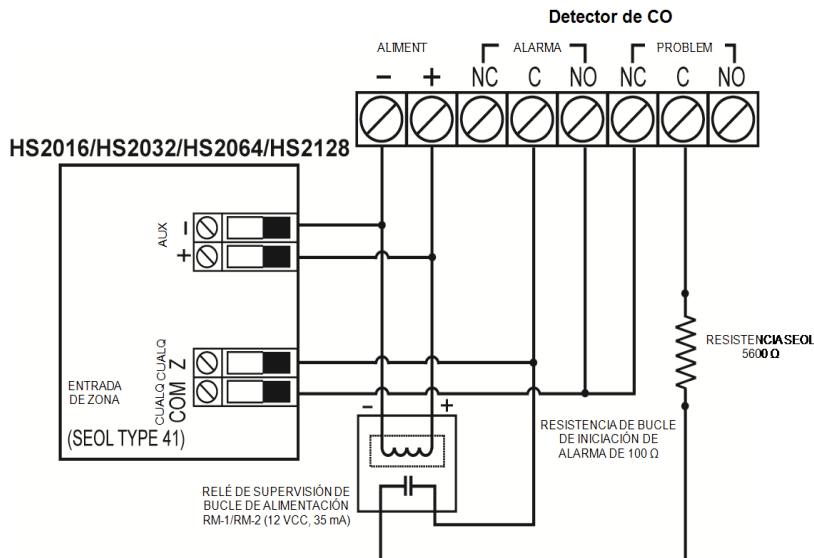 Detector de CO
ALIMENT
ALARMA
PROBLEM
− + NC C NO NC C NO
HS2016/HS2032/HS2064/HS2128
AUX
−
+
CUALQ CUALQ
Z
COM
ENTRADA
DE ZONA
(SEOL TYPE 41)
− +
RESISTENCIA SEOL
5600 Ω
RESISTENCIA DE BUCLE
DE INICIACIÓN DE
ALARMA DE 100 Ω
RELÉ DE SUPERVISIÓN DE
BUCLE DE ALIMENTACIÓN
RM-1/RM-2 (12 VCC, 35 mA)